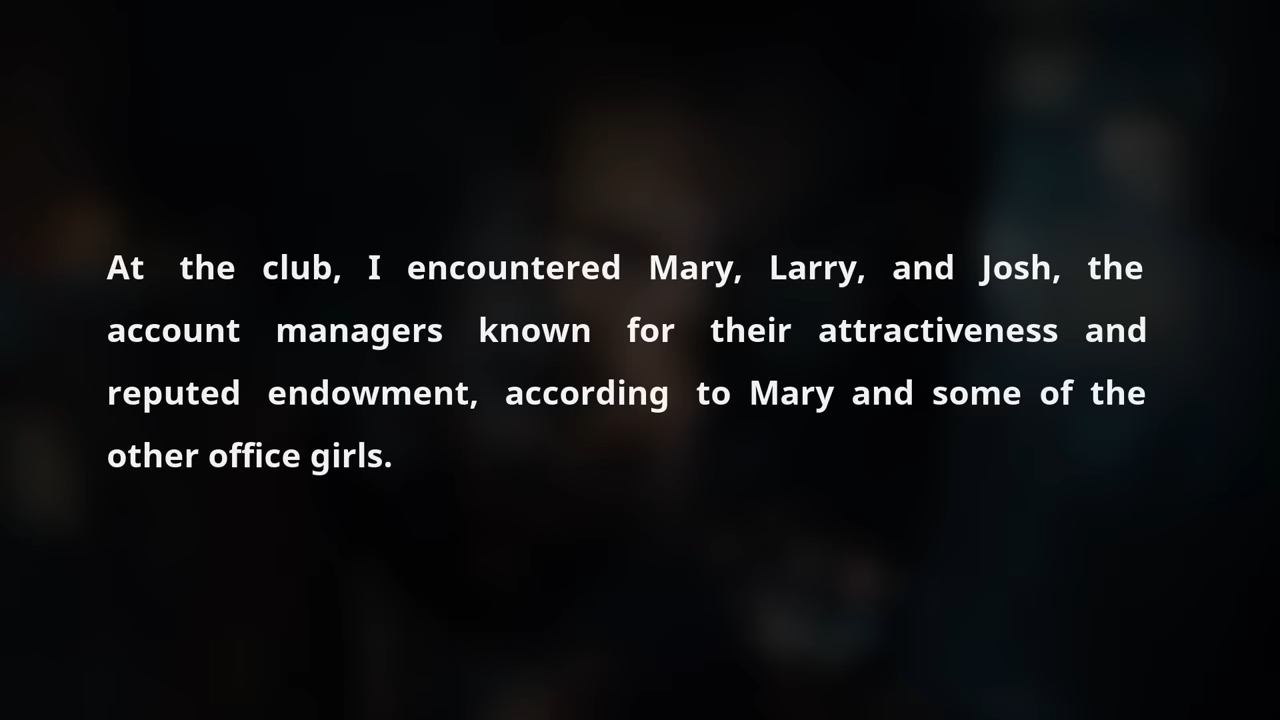 At the club, I encountered Mary, Larry, and Josh, the
account managers known for their attractiveness and
reputed endowment, according to Mary and some of the
other office girls.